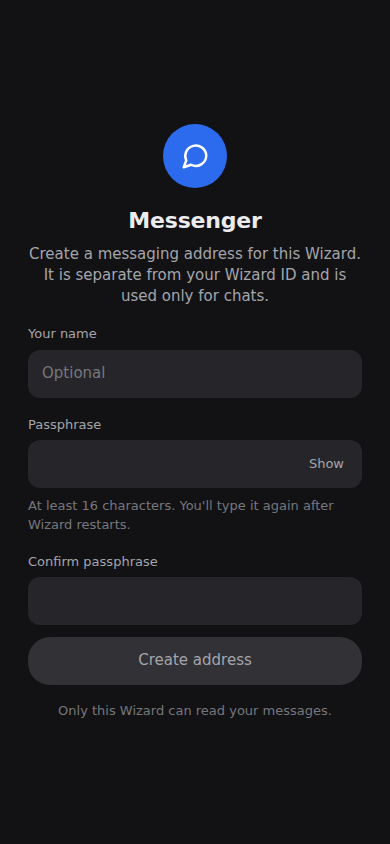 Messenger
Create a messaging address for this Wizard.
It is separate from your Wizard ID and is
used only for chats.
Your name
Optional
Passphrase
Show
At least 16 characters. You'll type it again after
Wizard restarts.
Confirm passphrase
Create address
Only this Wizard can read your messages.